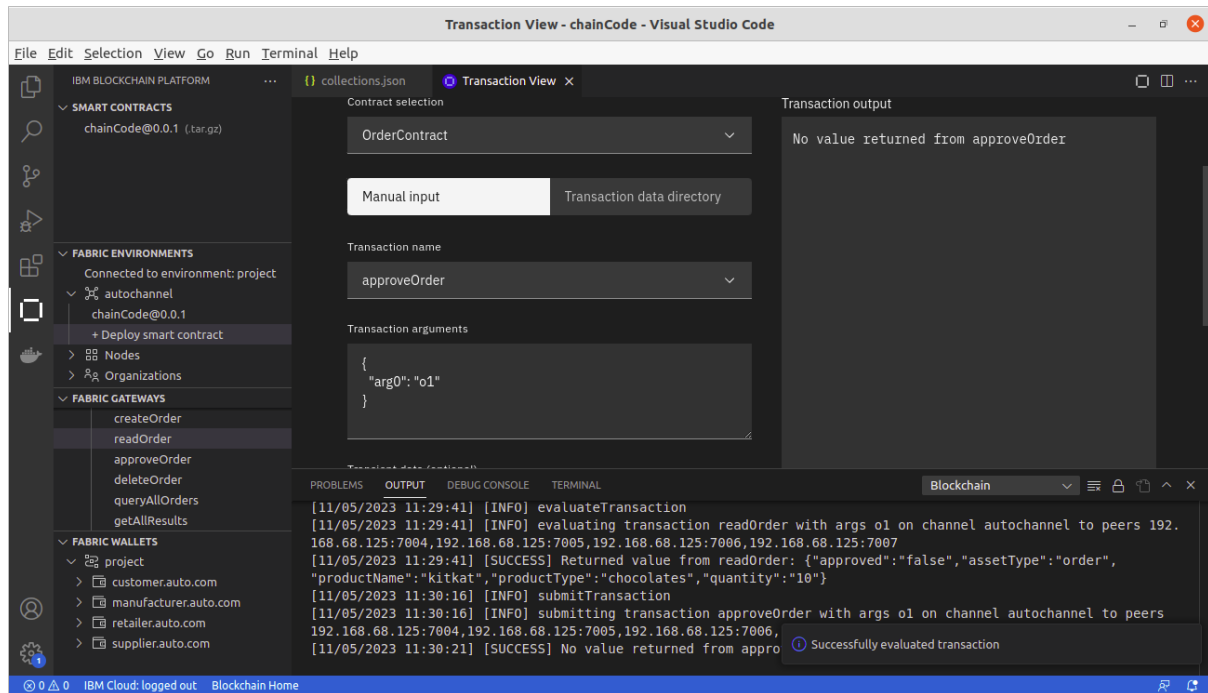 Transaction View - chainCode - Visual Studio Code
File Edit Selection View Go Run Terminal Help
IBM BLOCKCHAIN PLATFORM
SMART CONTRACTS
chainCode@0.0.1 (.tar.gz)
FABRIC ENVIRONMENTS
Connected to environment: project
autochannel
chainCode@0.0.1
+ Deploy smart contract
Nodes
Organizations
FABRIC GATEWAYS
createOrder
readOrder
approveOrder
deleteOrder
queryAllOrders
getAllResults
FABRIC WALLETS
project
customer.auto.com
manufacturer.auto.com
retailer.auto.com
supplier.auto.com
1
{} collections.json
Transaction View
Contract selection
OrderContract
Manual input
Transaction data directory
Transaction name
approveOrder
Transaction arguments
{
"arg0": "o1"
}
Transient data (optional)
Transaction output
No value returned from approveOrder
PROBLEMS OUTPUT DEBUG CONSOLE TERMINAL
Blockchain
[11/05/2023 11:29:41] [INFO] evaluateTransaction
[11/05/2023 11:29:41] [INFO] evaluating transaction readOrder with args o1 on channel autochannel to peers 192.
168.68.125:7004,192.168.68.125:7005,192.168.68.125:7006,192.168.68.125:7007
[11/05/2023 11:29:41] [SUCCESS] Returned value from readOrder: {"approved":"false","assetType":"order",
"productName":"kitkat","productType":"chocolates","quantity":"10"}
[11/05/2023 11:30:16] [INFO] submitTransaction
[11/05/2023 11:30:16] [INFO] submitting transaction approveOrder with args o1 on channel autochannel to peers
192.168.68.125:7004,192.168.68.125:7005,192.168.68.125:7006,
[11/05/2023 11:30:21] [SUCCESS] No value returned from appro
Successfully evaluated transaction
0 0 IBM Cloud: logged out Blockchain Home